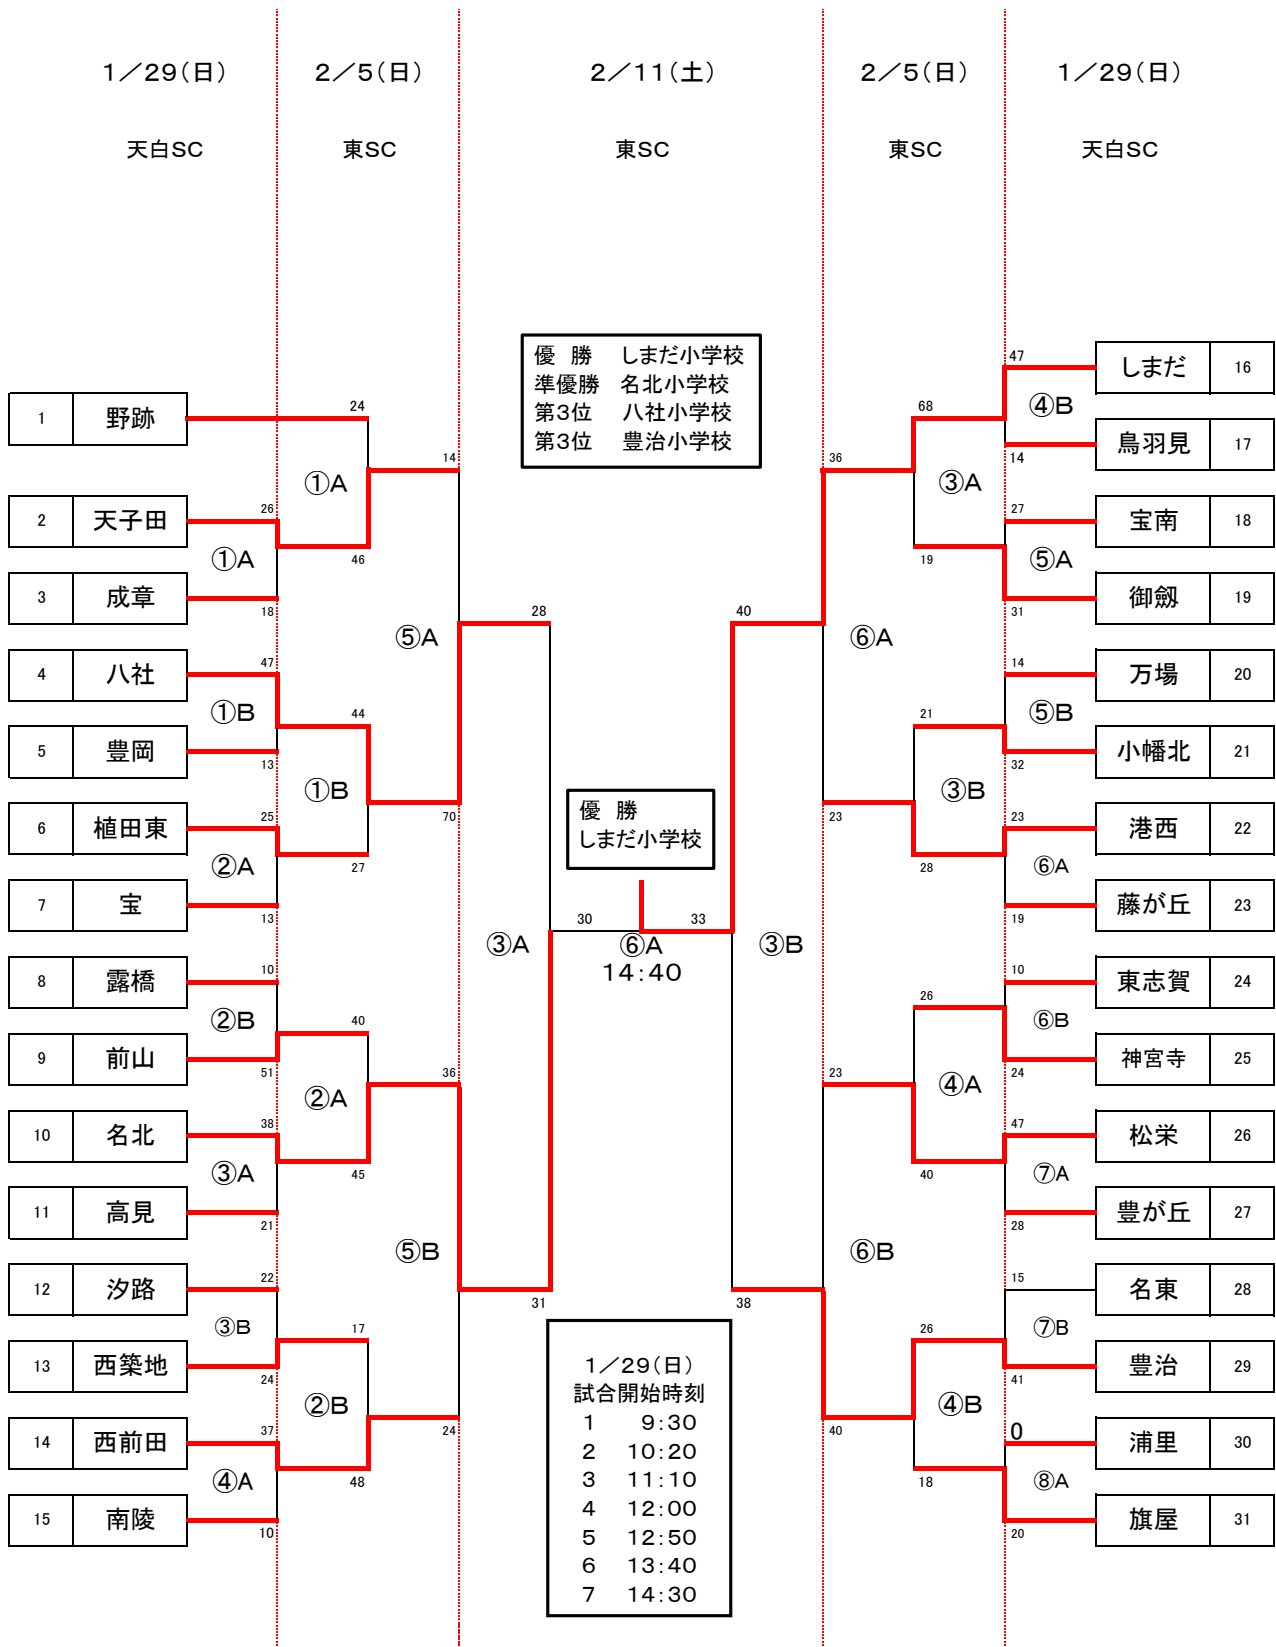 1／29（日） 2／5（日） 2／11（土） 2／5（日） 1／29（日）
天白SC 東SC 東SC 東SC 天白SC
優　勝　しまだ小学校
準優勝　名北小学校
第3位　八社小学校
第3位　豊治小学校
1 野跡
2 天子田
3 成章
4 八社
5 豊岡
6 植田東
7 宝
8 露橋
9 前山
10 名北
11 高見
12 汐路
13 西築地
14 西前田
15 南陵
26
①A
18
47
①B
13
25
②A
13
10
②B
51
38
③A
21
22
③B
24
37
④A
10
24
①A
46
44
①B
27
40
②A
45
17
②B
48
14
⑤A
70
36
⑤B
24
28
③A
31
優　勝
しまだ小学校
30 33
⑥A
14:40
40
③B
38
36
⑥A
23
23
⑥B
40
68
③A
19
21
③B
28
26
④A
40
26
④B
18
47
④B
14
27
⑤A
31
14
⑤B
32
23
⑥A
19
10
⑥B
24
47
⑦A
28
15
⑦B
41
0
⑧A
20
しまだ 16
鳥羽見 17
宝南 18
御劔 19
万場 20
小幡北 21
港西 22
藤が丘 23
東志賀 24
神宮寺 25
松栄 26
豊が丘 27
名東 28
豊治 29
浦里 30
旗屋 31
1／29（日）
試合開始時刻
1 9:30
2 10:20
3 11:10
4 12:00
5 12:50
6 13:40
7 14:30